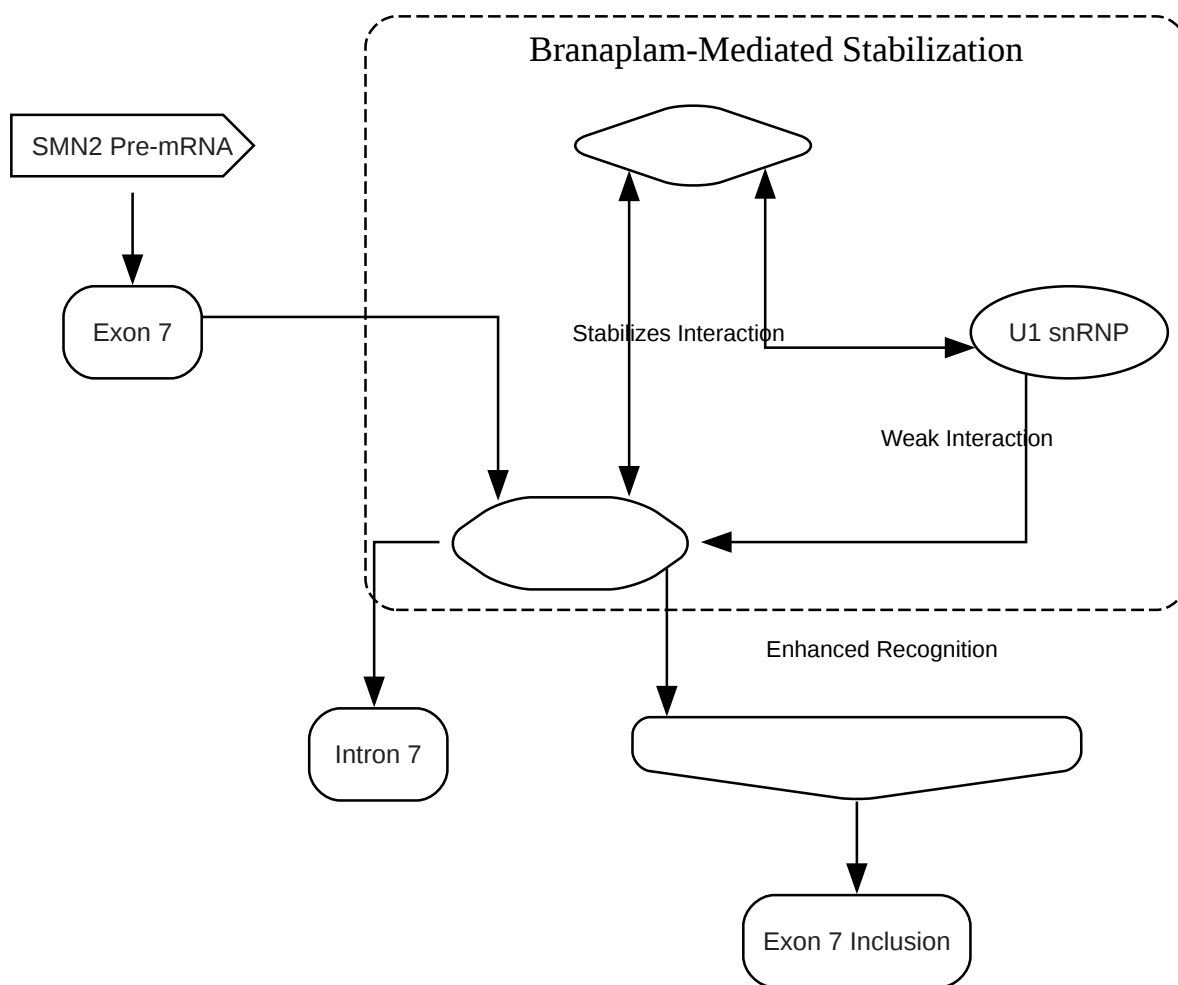 Branaplam-Mediated Stabilization
SMN2 Pre-mRNA
Exon 7
Stabilizes Interaction
U1 snRNP
Weak Interaction
Enhanced Recognition
Intron 7
Exon 7 Inclusion